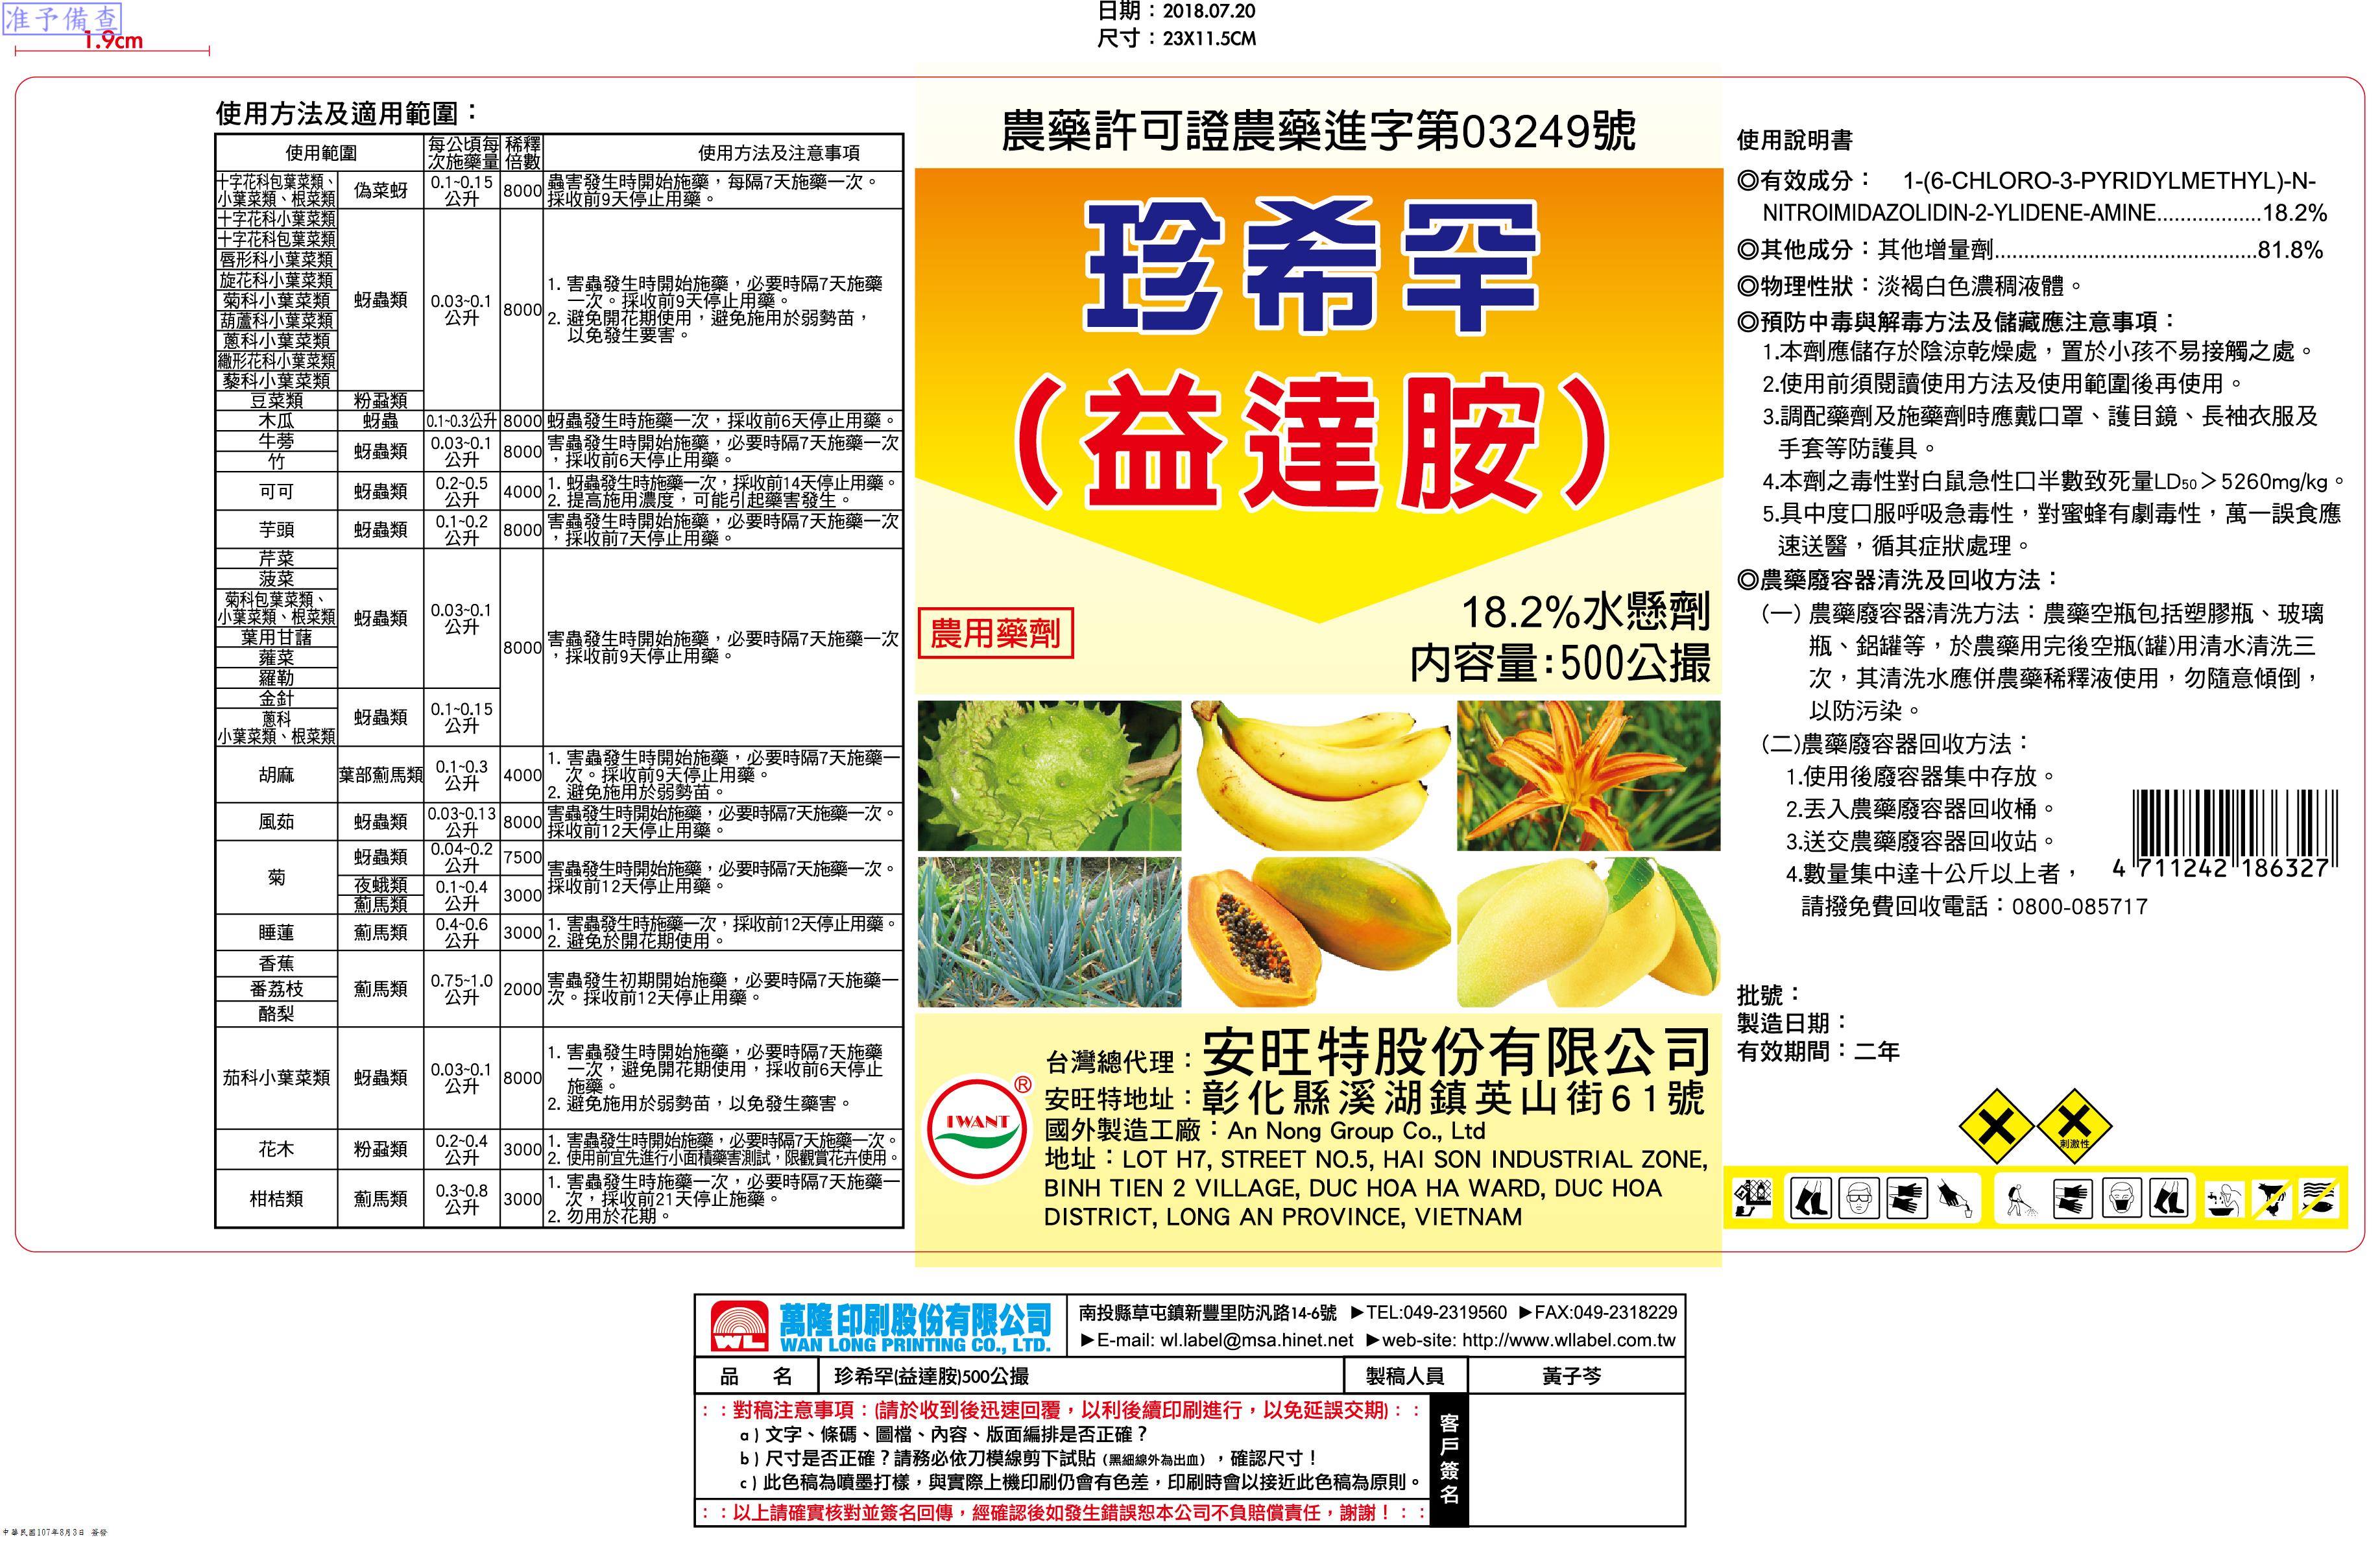 准予備查
1.9cm
日期：2018.07.20
尺寸：23X11.5CM
使用方法及適用範圍：
使用範圍 每公頃每次施藥量 稀釋倍數 使用方法及注意事項
十字花科包葉菜類、小葉菜類、根菜類 偽菜蚜 0.1~0.15公升 8000 蟲害發生時開始施藥，每隔7天施藥一次。
採收前9天停止用藥。
十字花科小葉菜類
十字花科包葉菜類
唇形科小葉菜類
旋花科小葉菜類
菊科小葉菜類
葫蘆科小葉菜類
蔥科小葉菜類
繖形花科小葉菜類
藜科小葉菜類
蚜蟲類 0.03~0.1公升 8000
1. 害蟲發生時開始施藥，必要時隔7天施藥
一次。採收前9天停止用藥。
2. 避免開花期使用，避免施用於弱勢苗，
以免發生要害。
豆菜類 粉蝨類
木瓜 蚜蟲 0.1~0.3公升 8000 蚜蟲發生時施藥一次，採收前6天停止用藥。
牛蒡
竹
蚜蟲類 0.03~0.1公升 8000 害蟲發生時開始施藥，必要時隔7天施藥一次
，採收前6天停止用藥。
可可 蚜蟲類 0.2~0.5公升 4000 1. 蚜蟲發生時施藥一次，採收前14天停止用藥。
2. 提高施用濃度，可能引起藥害發生。
芋頭 蚜蟲類 0.1~0.2公升 8000 害蟲發生時開始施藥，必要時隔7天施藥一次
，採收前7天停止用藥。
芹菜
菠菜
菊科包葉菜類、
小葉菜類、根菜類
葉用甘藷
蕹菜
羅勒
蚜蟲類 0.03~0.1公升
8000 害蟲發生時開始施藥，必要時隔7天施藥一次
，採收前9天停止用藥。
金針
蔥科
小葉菜類、根菜類
蚜蟲類 0.1~0.15公升
胡麻 葉部薊馬類 0.1~0.3公升 4000 1. 害蟲發生時開始施藥，必要時隔7天施藥一
次。採收前9天停止用藥。
2. 避免施用於弱勢苗。
風茹 蚜蟲類 0.03~0.13公升 8000 害蟲發生時開始施藥，必要時隔7天施藥一次。
採收前12天停止用藥。
菊 蚜蟲類 0.04~0.2公升 7500
夜蛾類
薊馬類
0.1~0.4公升 3000
害蟲發生時開始施藥，必要時隔7天施藥一次。
採收前12天停止用藥。
睡蓮 薊馬類 0.4~0.6公升 3000 1. 害蟲發生時施藥一次，採收前12天停止用藥。
2. 避免於開花期使用。
香蕉
番荔枝
酪梨
薊馬類 0.75~1.0公升 2000 害蟲發生初期開始施藥，必要時隔7天施藥一
次。採收前12天停止用藥。
茄科小葉菜類 蚜蟲類 0.03~0.1公升 8000 1. 害蟲發生時開始施藥，必要時隔7天施藥
一次，避免開花期使用，採收前6天停止
施藥。
2. 避免施用於弱勢苗，以免發生藥害。
花木 粉蝨類 0.2~0.4公升 3000 1. 害蟲發生時開始施藥，必要時隔7天施藥一次。
2. 使用前宜先進行小面積藥害測試，限觀賞花卉使用。
柑桔類 薊馬類 0.3~0.8公升 3000 1. 害蟲發生時施藥一次，必要時隔7天施藥一
次，採收前21天停止施藥。
2. 勿用於花期。
農藥許可證農藥進字第03249號
珍希罕
（益達胺）
農用藥劑
18.2%水懸劑
內容量:500公撮
IWANT®
台灣總代理：安旺特股份有限公司
安旺特地址：彰化縣溪湖鎮英山街61號
國外製造工廠：An Nong Group Co., Ltd
地址：LOT H7, STREET NO.5, HAI SON INDUSTRIAL ZONE,
BINH TIEN 2 VILLAGE, DUC HOA HA WARD, DUC HOA
DISTRICT, LONG AN PROVINCE, VIETNAM
使用說明書
◎有效成分： 1-(6-CHLORO-3-PYRIDYLMETHYL)-N-
NITROIMIDAZOLIDIN-2-YLIDENE-AMINE..................18.2%
◎其他成分：其他增量劑.............................................81.8%
◎物理性狀：淡褐白色濃稠液體。
◎預防中毒與解毒方法及儲藏應注意事項：
1.本劑應儲存於陰涼乾燥處，置於小孩不易接觸之處。
2.使用前須閱讀使用方法及使用範圍後再使用。
3.調配藥劑及施藥劑時應戴口罩、護目鏡、長袖衣服及
手套等防護具。
4.本劑之毒性對白鼠急性口半數致死量LD50＞5260mg/kg。
5.具中度口服呼吸急毒性，對蜜蜂有劇毒性，萬一誤食應
速送醫，循其症狀處理。
◎農藥廢容器清洗及回收方法：
(一) 農藥廢容器清洗方法：農藥空瓶包括塑膠瓶、玻璃
瓶、鋁罐等，於農藥用完後空瓶(罐)用清水清洗三
次，其清洗水應併農藥稀釋液使用，勿隨意傾倒，
以防污染。
(二)農藥廢容器回收方法：
1.使用後廢容器集中存放。
2.丟入農藥廢容器回收桶。
3.送交農藥廢容器回收站。
4.數量集中達十公斤以上者，
請撥免費回收電話：0800-085717
4 711242 186327
批號：
製造日期：
有效期間：二年
刺激性
萬隆印刷股份有限公司
WAN LONG PRINTING CO., LTD.
WL
南投縣草屯鎮新豐里防汛路14-6號 ►TEL:049-2319560 ►FAX:049-2318229
►E-mail: wl.label@msa.hinet.net ►web-site: http://www.wllabel.com.tw
品 名 珍希罕(益達胺)500公撮 製稿人員 黃子芩
：：對稿注意事項：(請於收到後迅速回覆，以利後續印刷進行，以免延誤交期)：：
a ) 文字、條碼、圖檔、內容、版面編排是否正確？
b ) 尺寸是否正確？請務必依刀模線剪下試貼（黑細線外為出血），確認尺寸！
c ) 此色稿為噴墨打樣，與實際上機印刷仍會有色差，印刷時會以接近此色稿為原則。
：：以上請確實核對並簽名回傳，經確認後如發生錯誤恕本公司不負賠償責任，謝謝！：：
客戶簽名
中華民國107年8月3日 簽發